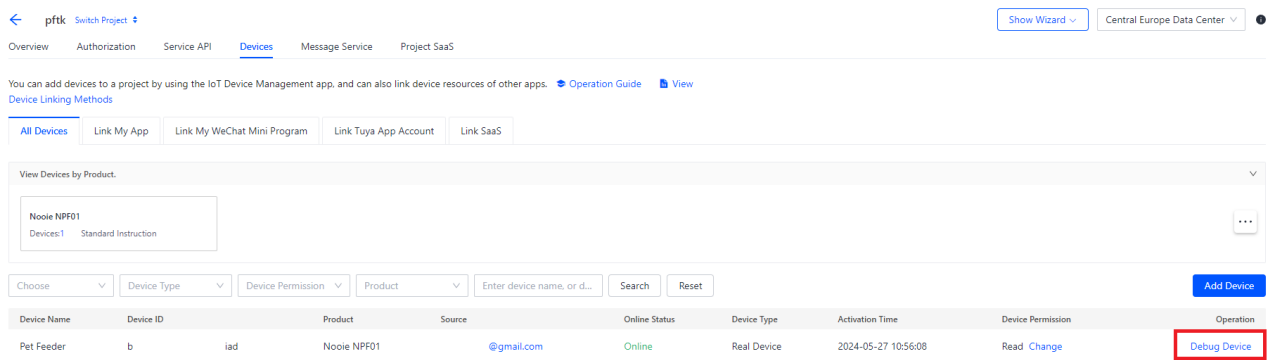 pftk Switch Project Show Wizard Central Europe Data Center
Overview Authorization Service API Devices Message Service Project SaaS
You can add devices to a project by using the IoT Device Management app, and can also link device resources of other apps. Operation Guide View
Device Linking Methods
All Devices Link My App Link My WeChat Mini Program Link Tuya App Account Link SaaS
View Devices by Product.
Nooie NPF01
Devices:1 Standard Instruction
...
Choose Device Type Device Permission Product Enter device name, or d... Search Reset Add Device
Device Name Device ID Product Source Online Status Device Type Activation Time Device Permission Operation
Pet Feeder b iad Nooie NPF01 @gmail.com Online Real Device 2024-05-27 10:56:08 Read Change Debug Device